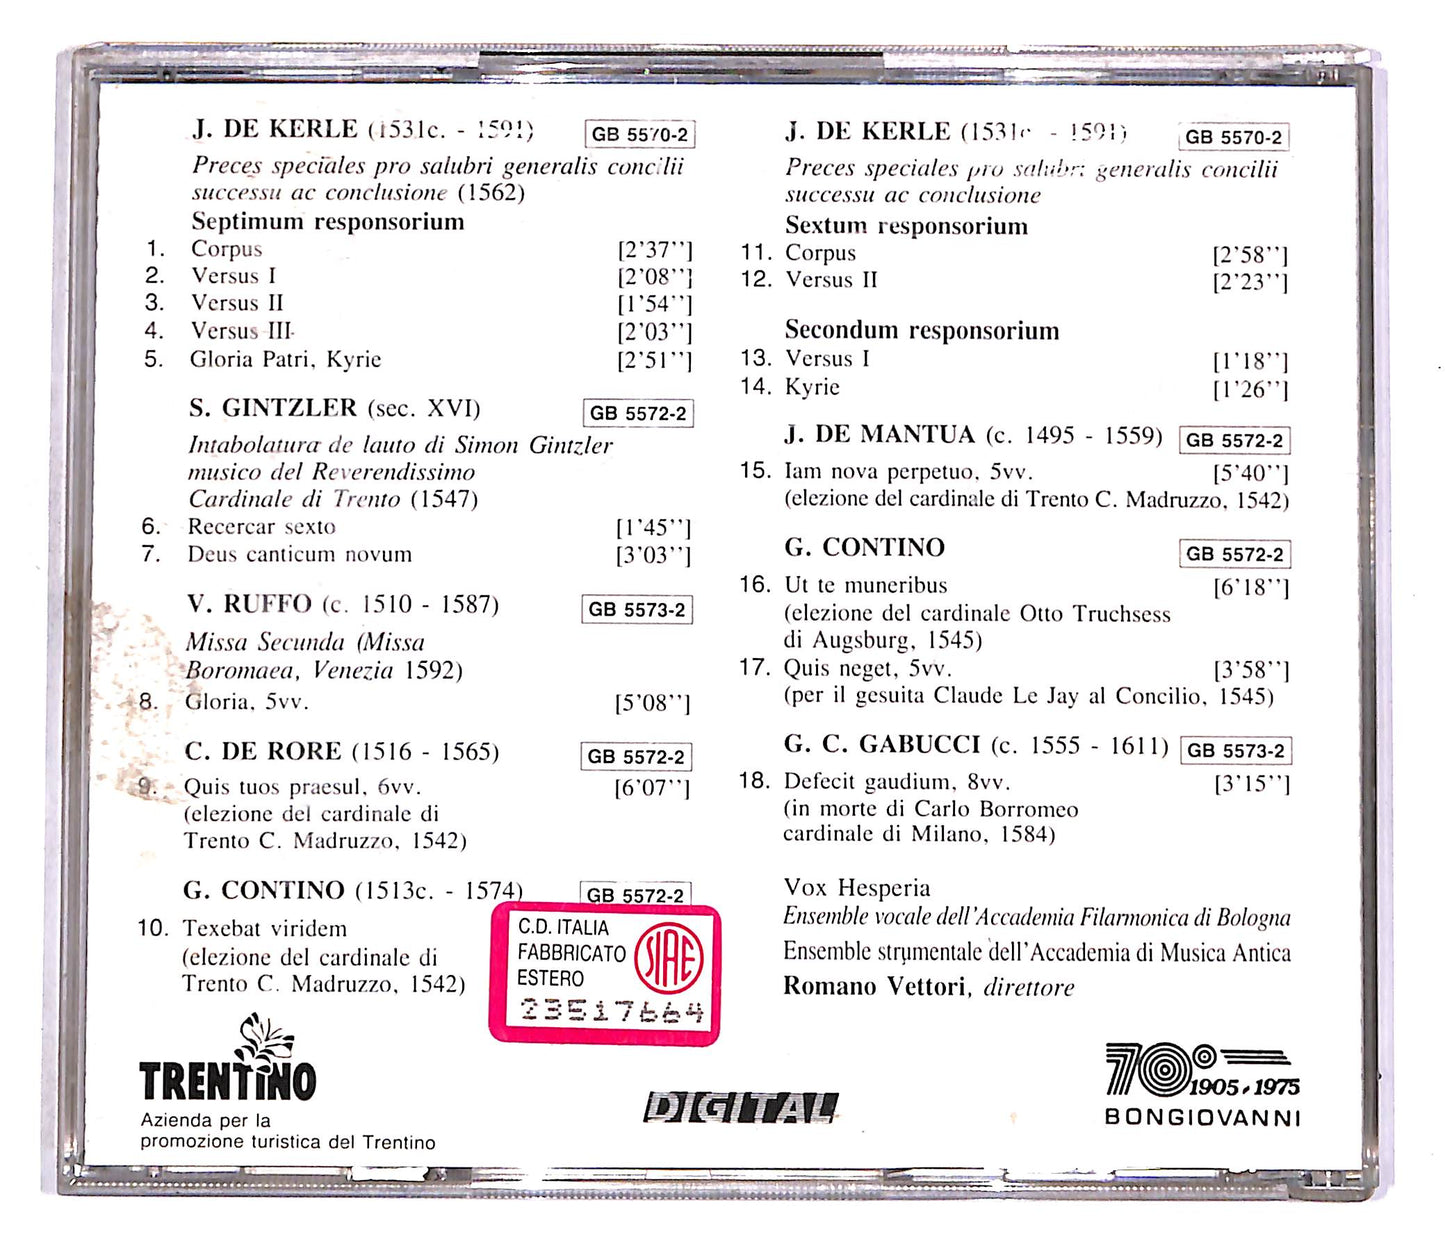 J. DE KERLE (1531c. - 1591) GB 5570-2
Preces speciales pro salubri generalis concilii
successu ac conclusione (1562)
Septimum responsorium
1. Corpus [2'37'']
2. Versus I [2'08'']
3. Versus II [1'54'']
4. Versus III [2'03'']
5. Gloria Patri, Kyrie [2'51'']
S. GINTZLER (sec. XVI) GB 5572-2
Intabolatura de lauto di Simon Gintzler
musico del Reverendissimo
Cardinale di Trento (1547)
6. Recercar sexto [1'45'']
7. Deus canticum novum [3'03'']
V. RUFFO (c. 1510 - 1587) GB 5573-2
Missa Secunda (Missa
Boromaea, Venezia 1592)
8. Gloria, 5vv. [5'08'']
C. DE RORE (1516 - 1565) GB 5572-2
9. Quis tuos praesul, 6vv. [6'07'']
(elezione del cardinale di
Trento C. Madruzzo, 1542)
G. CONTINO (1513c. - 1574) GB 5572-2
10. Texebat viridem
(elezione del cardinale di
Trento C. Madruzzo, 1542)
C.D. ITALIA
FABBRICATO
ESTERO
SIAE
23517664
TRENTINO
Azienda per la
promozione turistica del Trentino
DIGITAL
J. DE KERLE (1531c - 1591) GB 5570-2
Preces speciales pro salubri generalis concilii
successu ac conclusione
Sextum responsorium
11. Corpus [2'58'']
12. Versus II [2'23'']
Secondum responsorium
13. Versus I [1'18'']
14. Kyrie [1'26'']
J. DE MANTUA (c. 1495 - 1559) GB 5572-2
15. Iam nova perpetuo, 5vv. [5'40'']
(elezione del cardinale di Trento C. Madruzzo, 1542)
G. CONTINO GB 5572-2
16. Ut te muneribus [6'18'']
(elezione del cardinale Otto Truchsess
di Augsburg, 1545)
17. Quis neget, 5vv. [3'58'']
(per il gesuita Claude Le Jay al Concilio, 1545)
G. C. GABUCCI (c. 1555 - 1611) GB 5573-2
18. Defecit gaudium, 8vv. [3'15'']
(in morte di Carlo Borromeo
cardinale di Milano, 1584)
Vox Hesperia
Ensemble vocale dell'Accademia Filarmonica di Bologna
Ensemble strumentale dell'Accademia di Musica Antica
Romano Vettori, direttore
70° 1905-1975
BONGIOVANNI